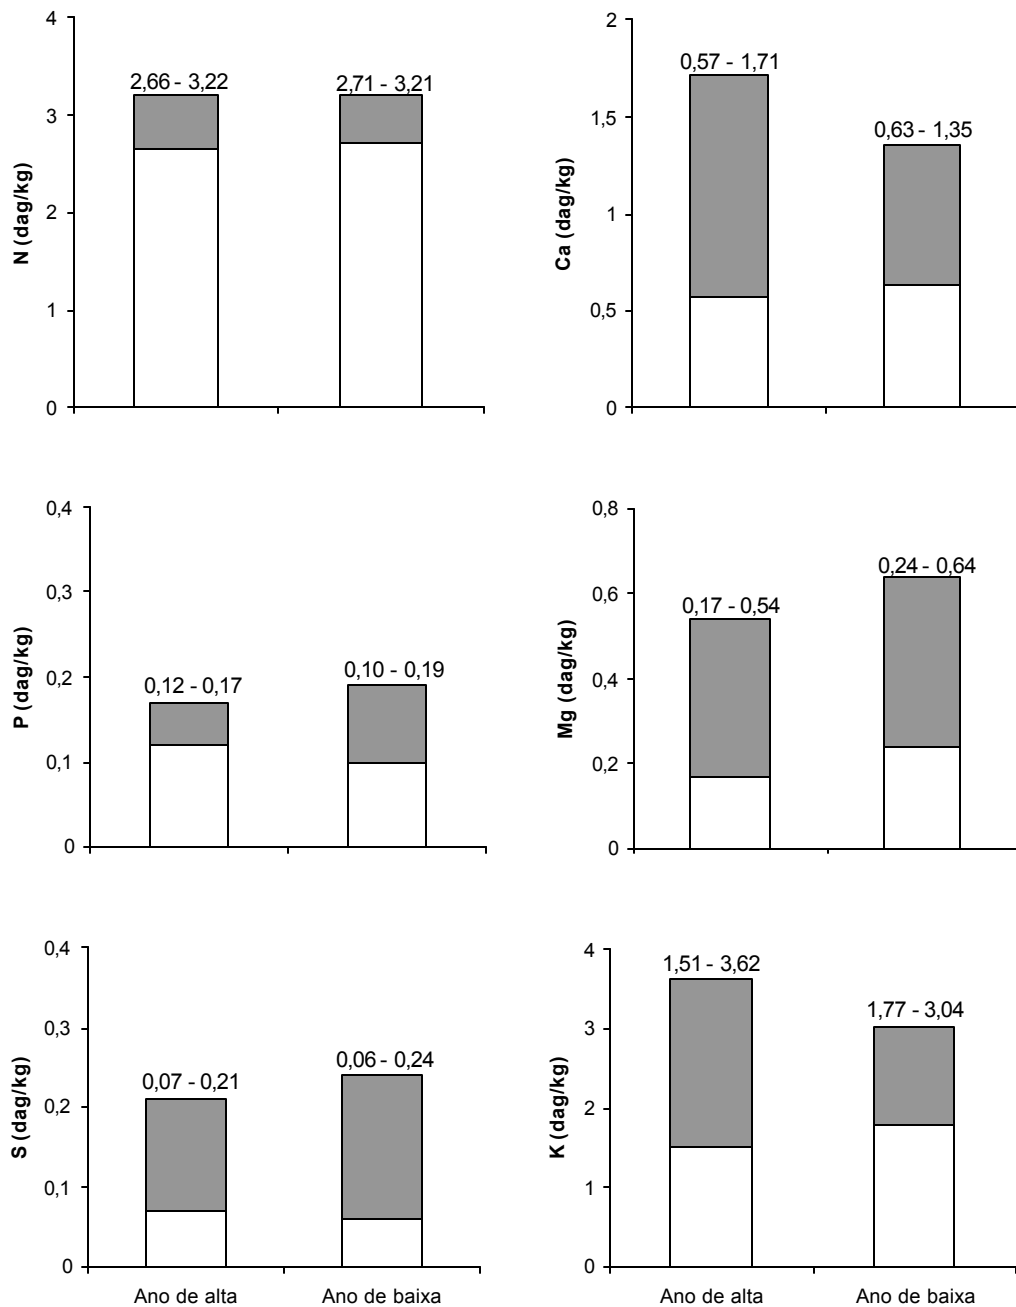 4
3
2
1
0
N (dag/kg)
2,66 - 3,22
2,71 - 3,21
2
1,5
1
0,5
0
Ca (dag/kg)
0,57 - 1,71
0,63 - 1,35
0,4
0,3
0,2
0,1
0
P (dag/kg)
0,12 - 0,17
0,10 - 0,19
0,8
0,6
0,4
0,2
0
Mg (dag/kg)
0,17 - 0,54
0,24 - 0,64
0,4
0,3
0,2
0,1
0
S (dag/kg)
0,07 - 0,21
0,06 - 0,24
Ano de alta
Ano de baixa
4
3
2
1
0
K (dag/kg)
1,51 - 3,62
1,77 - 3,04
Ano de alta
Ano de baixa